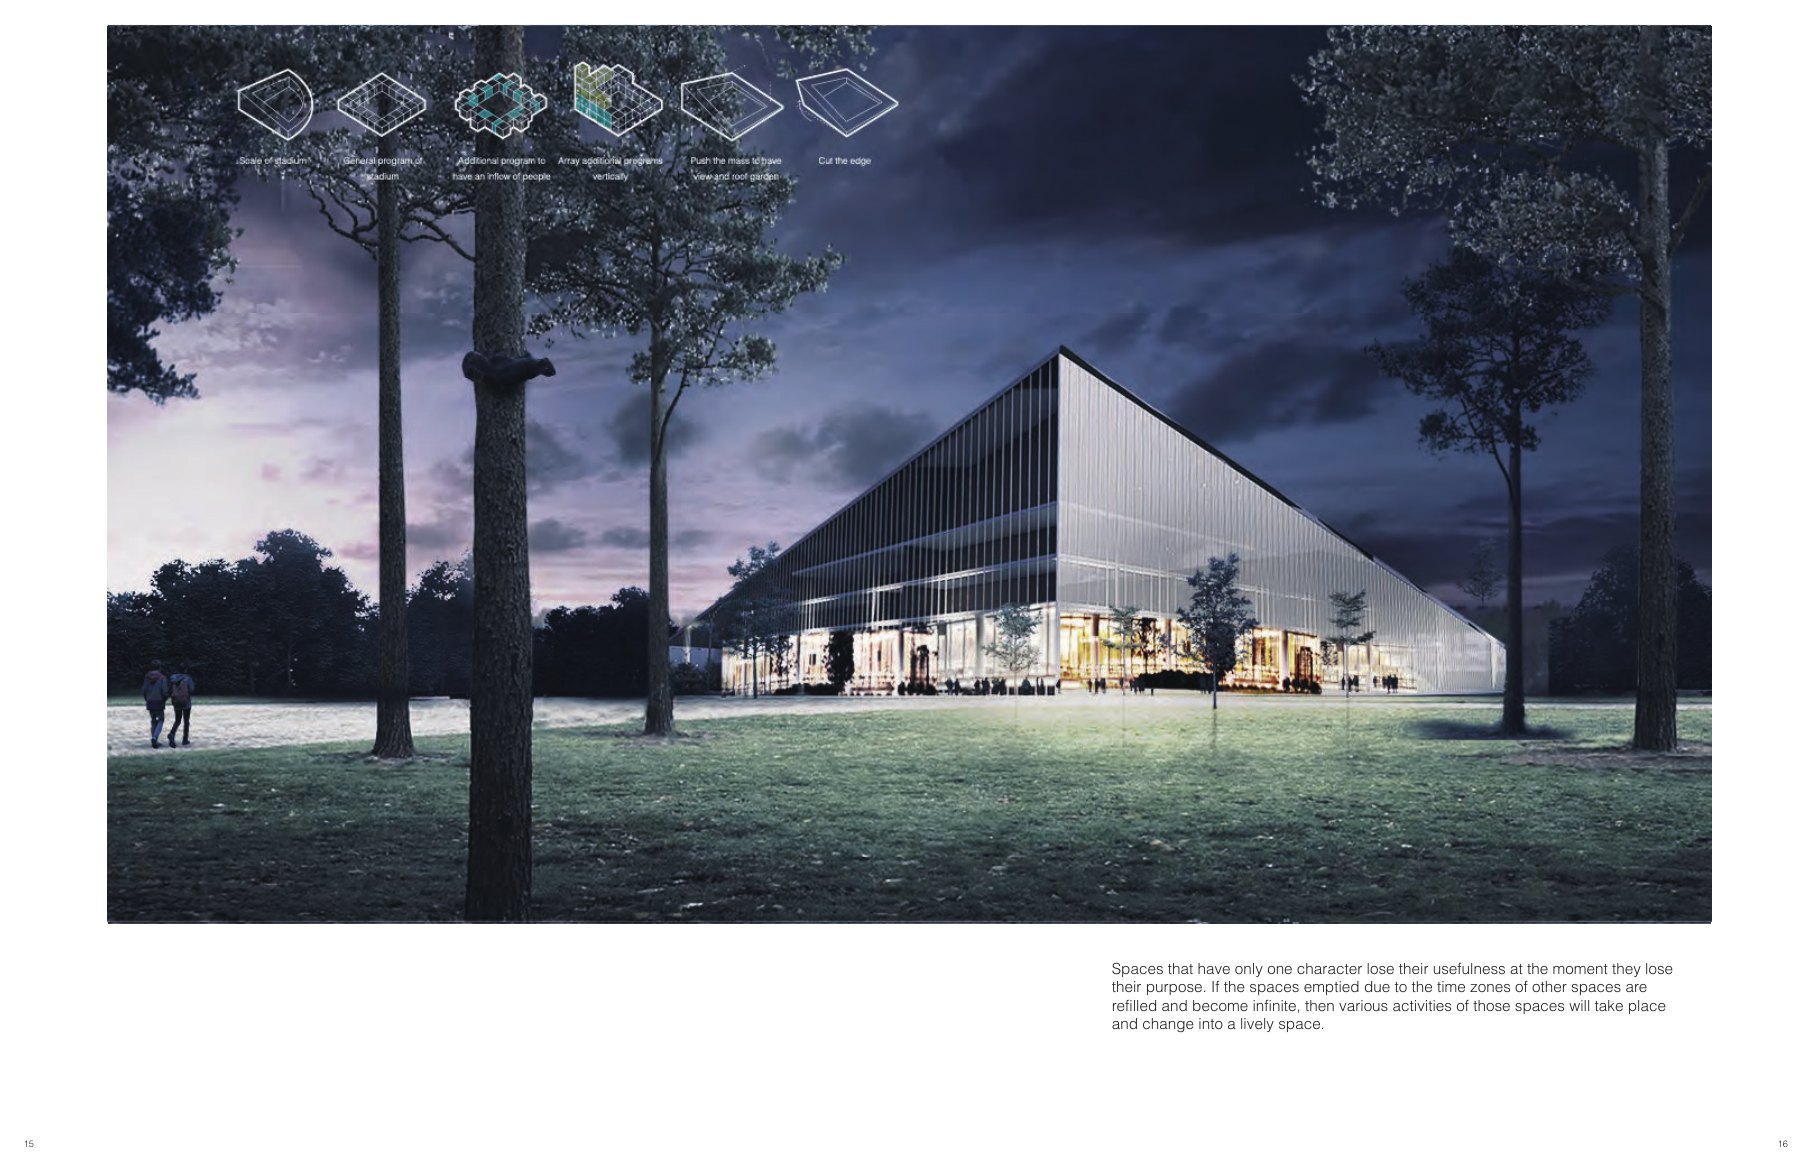 Scale of stadium
General program of
stadium
Additional program to
have an inflow of people
Array additional programs
vertically
Push the mass to have
view and roof garden
Cut the edge
Spaces that have only one character lose their usefulness at the moment they lose
their purpose. If the spaces emptied due to the time zones of other spaces are
refilled and become infinite, then various activities of those spaces will take place
and change into a lively space.
15
16